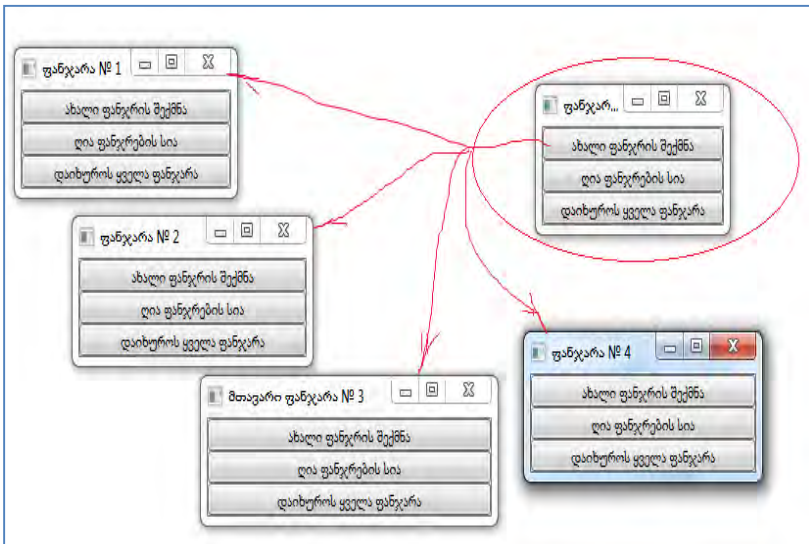 ფანჯარა № 1
ახალი ფანჯრის შექმნა
ღია ფანჯრების სია
დაიხუროს ყველა ფანჯარა
ფანჯარ...
ახალი ფანჯრის შექმნა
ღია ფანჯრების სია
დაიხუროს ყველა ფანჯარა
ფანჯარა № 2
ახალი ფანჯრის შექმნა
ღია ფანჯრების სია
დაიხუროს ყველა ფანჯარა
მთავარი ფანჯარა № 3
ახალი ფანჯრის შექმნა
ღია ფანჯრების სია
დაიხუროს ყველა ფანჯარა
ფანჯარა № 4
ახალი ფანჯრის შექმნა
ღია ფანჯრების სია
დაიხუროს ყველა ფანჯარა